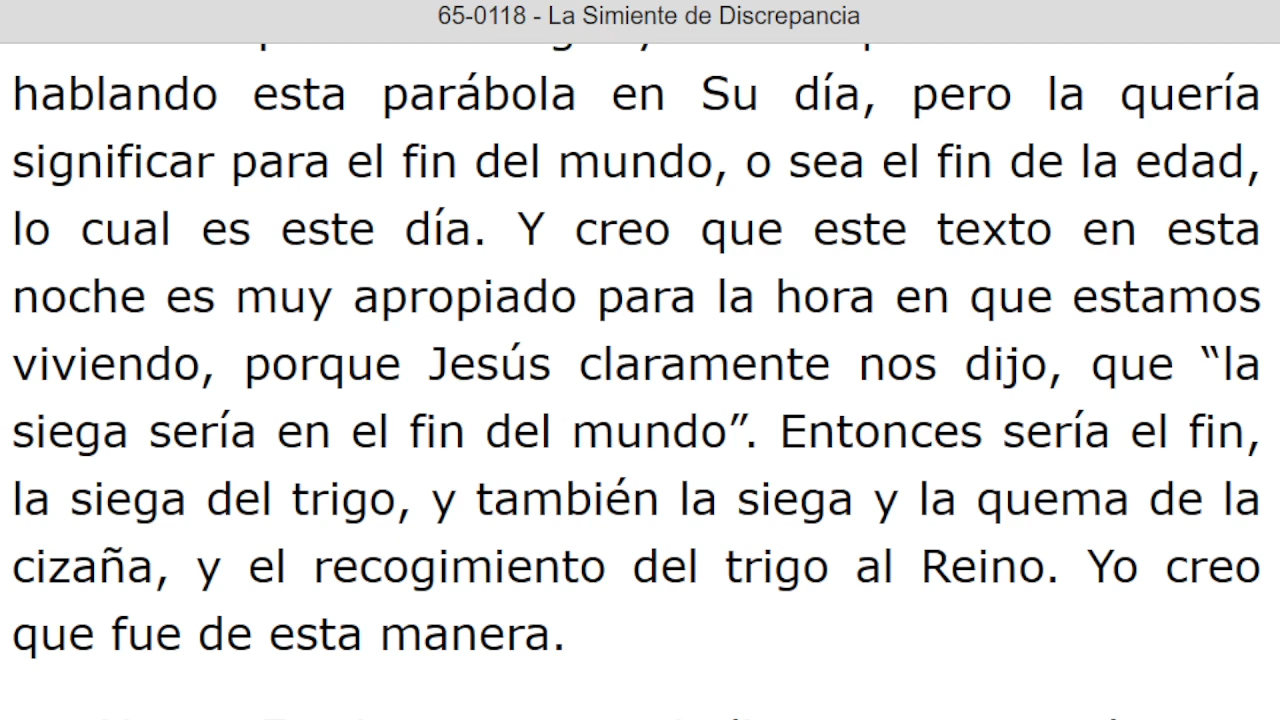 65-0118 - La Simiente de Discrepancia
hablando esta parábola en Su día, pero la quería
significar para el fin del mundo, o sea el fin de la edad,
lo cual es este día. Y creo que este texto en esta
noche es muy apropiado para la hora en que estamos
viviendo, porque Jesús claramente nos dijo, que “la
siega sería en el fin del mundo”. Entonces sería el fin,
la siega del trigo, y también la siega y la quema de la
cizaña, y el recogimiento del trigo al Reino. Yo creo
que fue de esta manera.